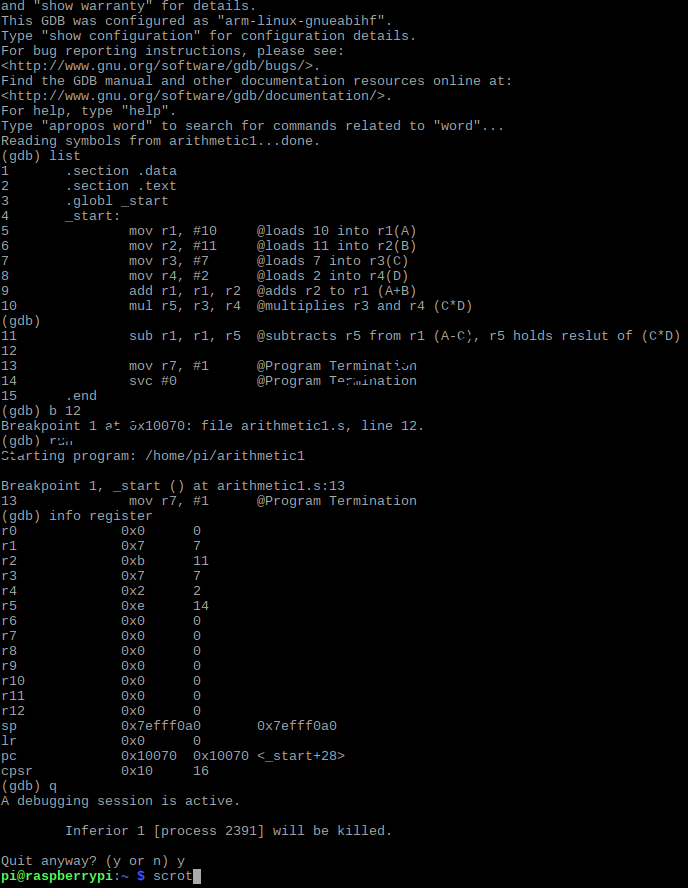 and "show warranty" for details.
This GDB was configured as "arm-linux-gnueabihf".
Type "show configuration" for configuration details.
For bug reporting instructions, please see:
<http://www.gnu.org/software/gdb/bugs/>.
Find the GDB manual and other documentation resources online at:
<http://www.gnu.org/software/gdb/documentation/>.
For help, type "help".
Type "apropos word" to search for commands related to "word"...
Reading symbols from arithmetic1...done.
(gdb) list
1       .section .data
2       .section .text
3       .globl _start
4       _start:
5               mov r1, #10     @loads 10 into r1(A)
6               mov r2, #11     @loads 11 into r2(B)
7               mov r3, #7      @loads 7 into r3(C)
8               mov r4, #2      @loads 2 into r4(D)
9               add r1, r1, r2  @adds r2 to r1 (A+B)
10              mul r5, r3, r4  @multiplies r3 and r4 (C*D)
(gdb)
11              sub r1, r1, r5  @subtracts r5 from r1 (A-C), r5 holds reslut of (C*D)
12
13              mov r7, #1      @Program Termination
14              svc #0          @Program Termination
15      .end
(gdb) b 12
Breakpoint 1 at 0x10070: file arithmetic1.s, line 12.
(gdb) run
Starting program: /home/pi/arithmetic1

Breakpoint 1, _start () at arithmetic1.s:13
13              mov r7, #1      @Program Termination
(gdb) info register
r0             0x0      0
r1             0x7      7
r2             0xb      11
r3             0x7      7
r4             0x2      2
r5             0xe      14
r6             0x0      0
r7             0x0      0
r8             0x0      0
r9             0x0      0
r10            0x0      0
r11            0x0      0
r12            0x0      0
sp             0x7efff0a0       0x7efff0a0
lr             0x0      0
pc             0x10070  0x10070 <_start+28>
cpsr           0x10     16
(gdb) q
A debugging session is active.

        Inferior 1 [process 2391] will be killed.

Quit anyway? (y or n) y
pi@raspberrypi:~ $ scrot